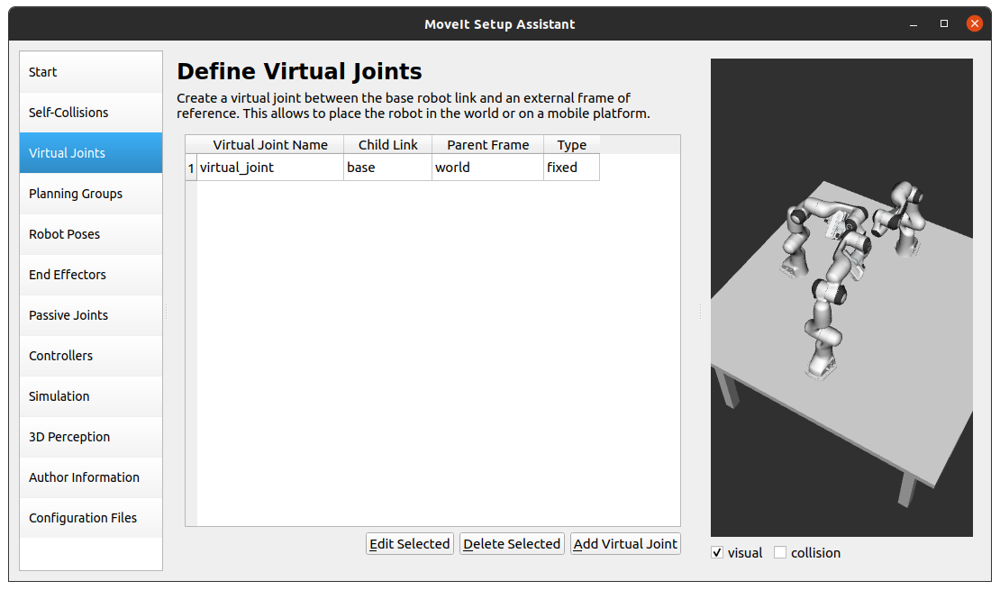 MoveIt Setup Assistant
Start
Self-Collisions
Virtual Joints
Planning Groups
Robot Poses
End Effectors
Passive Joints
Controllers
Simulation
3D Perception
Author Information
Configuration Files
Define Virtual Joints
Create a virtual joint between the base robot link and an external frame of
reference. This allows to place the robot in the world or on a mobile platform.
Virtual Joint Name Child Link Parent Frame Type
1 virtual_joint base world fixed
Edit Selected Delete Selected Add Virtual Joint
visual collision